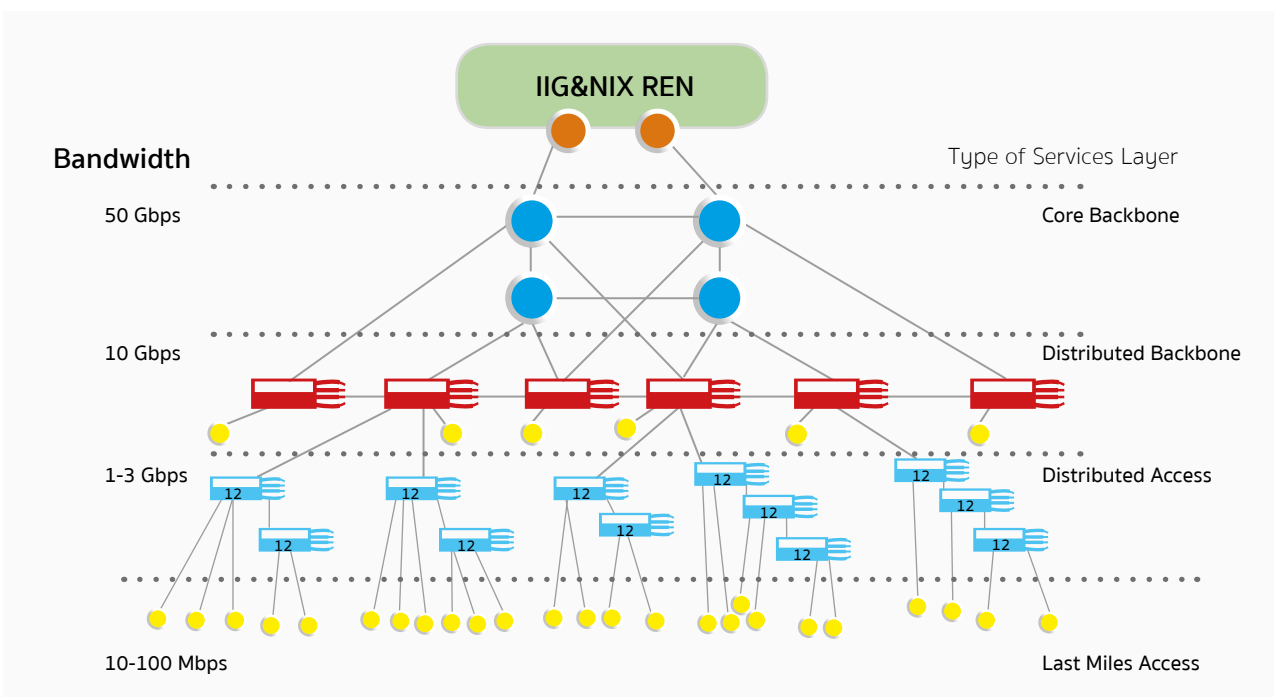 IIG&NIX REN
Bandwidth
Type of Services Layer
50 Gbps
Core Backbone
10 Gbps
Distributed Backbone
1-3 Gbps
Distributed Access
12
12
12
12
12
12
12
12
12
12
12
12
10-100 Mbps
Last Miles Access